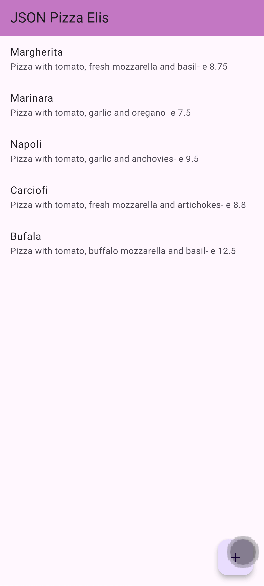 JSON Pizza Elis
Margherita
Pizza with tomato, fresh mozzarella and basil- e 8.75
Marinara
Pizza with tomato, garlic and oregano- e 7.5
Napoli
Pizza with tomato, garlic and anchovies- e 9.5
Carciofi
Pizza with tomato, fresh mozzarella and artichokes- e 8.8
Bufala
Pizza with tomato, buffalo mozzarella and basil- e 12.5
+